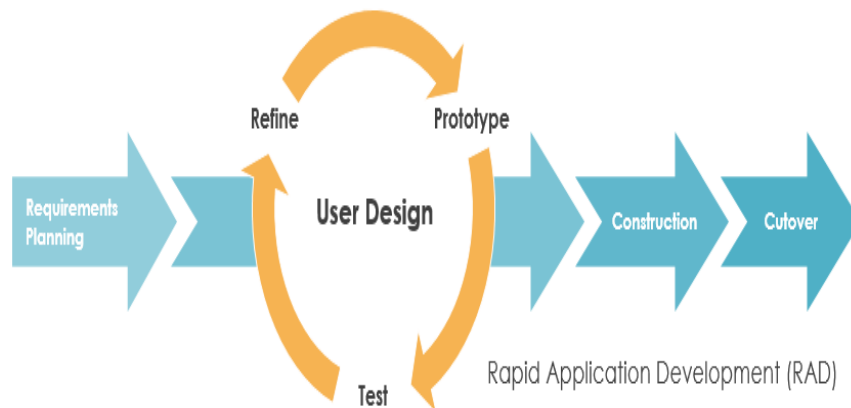 Refine
Prototype
Requirements
Planning
User Design
Construction
Cutover
Test
Rapid Application Development (RAD)